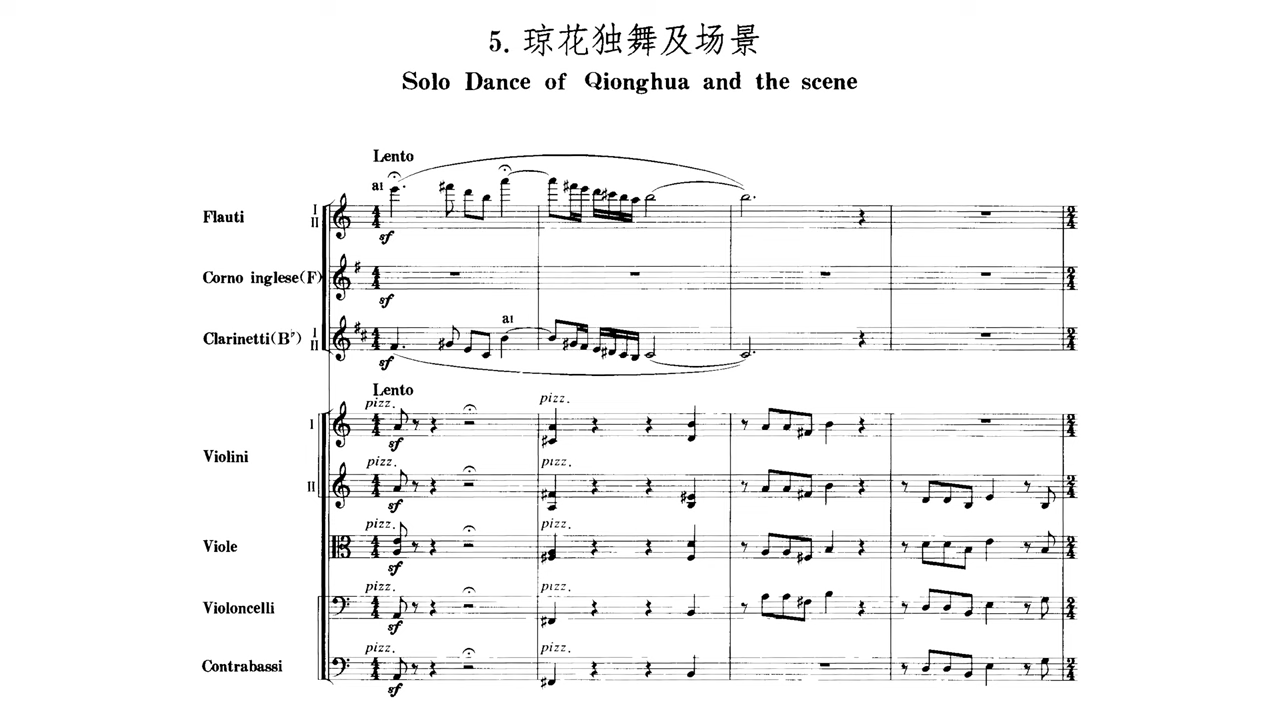 5. 琼花独舞及场景
Solo Dance of Qionghua and the scene
Lento
a1
Flauti I
II
sf
Corno inglese(F)
sf
a1
Clarinetti(B♭) I
II
sf
Lento
pizz. pizz.
I
sf
Violini
pizz. pizz.
II
sf
pizz. pizz.
Viole
sf
pizz. pizz.
Violoncelli
sf
pizz. pizz.
Contrabassi
sf